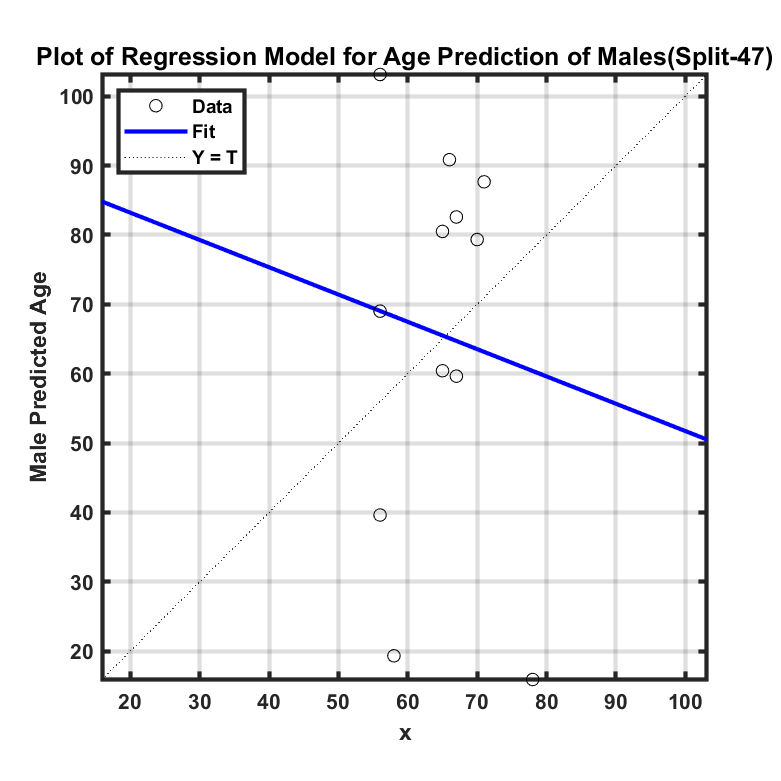 Plot of Regression Model for Age Prediction of Males(Split-47)
Data
Fit
Y = T
100
90
80
70
60
50
40
30
20
Male Predicted Age
20 30 40 50 60 70 80 90 100
x